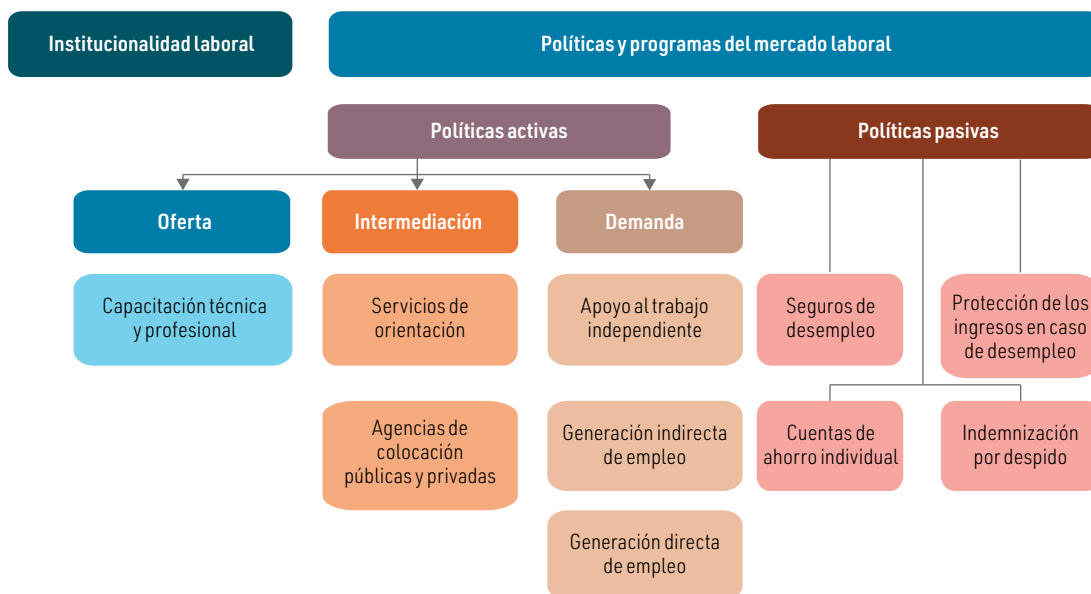 Institucionalidad laboral
Políticas y programas del mercado laboral
Políticas activas
Políticas pasivas
Oferta
Intermediación
Demanda
Capacitación técnica
y profesional
Servicios de
orientación
Apoyo al trabajo
independiente
Seguros de
desempleo
Protección de los
ingresos en caso
de desempleo
Agencias de
colocación
públicas y privadas
Generación indirecta
de empleo
Cuentas de
ahorro individual
Indemnización
por despido
Generación directa
de empleo